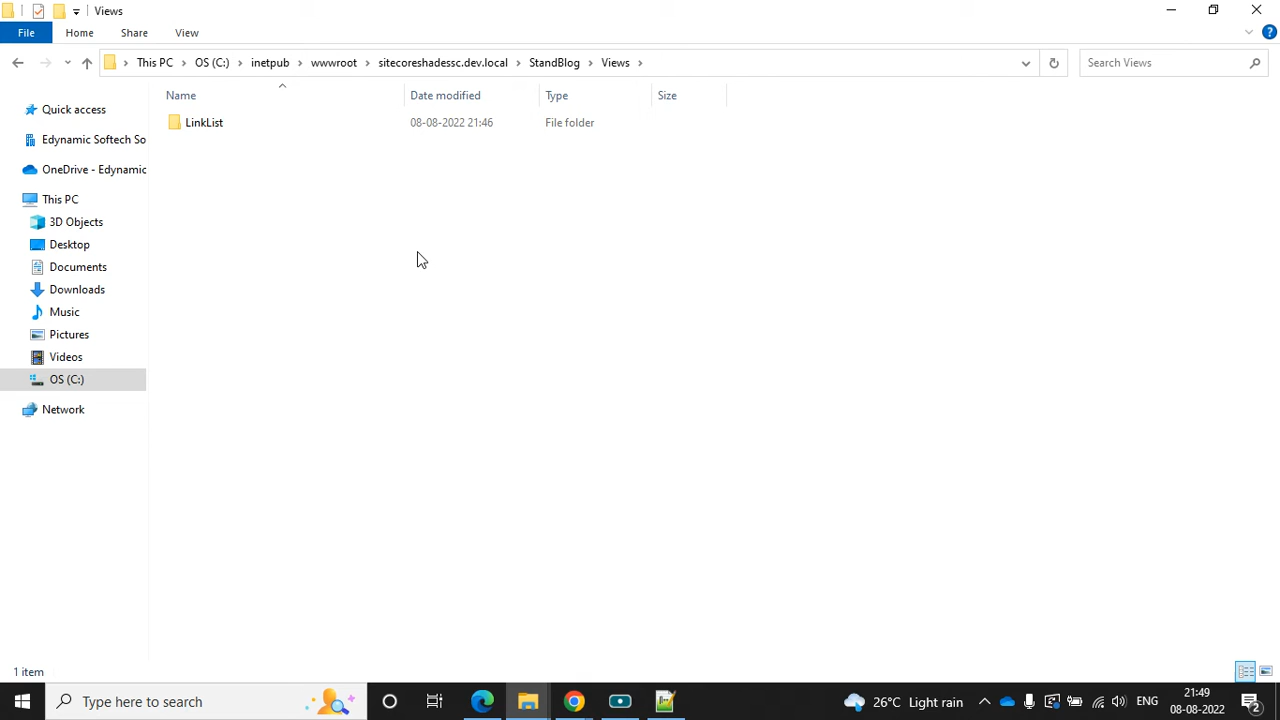 Views
File
Home
Share
View
This PC
OS (C:)
inetpub
wwwroot
sitecoreshadessc.dev.local
StandBlog
Views
Search Views
Name
Date modified
Type
Size
LinkList
08-08-2022 21:46
File folder
Quick access
Edynamic Softech So
OneDrive - Edynamic
This PC
3D Objects
Desktop
Documents
Downloads
Music
Pictures
Videos
OS (C:)
Network
1 item
Type here to search
26°C Light rain
ENG
21:49
08-08-2022
2